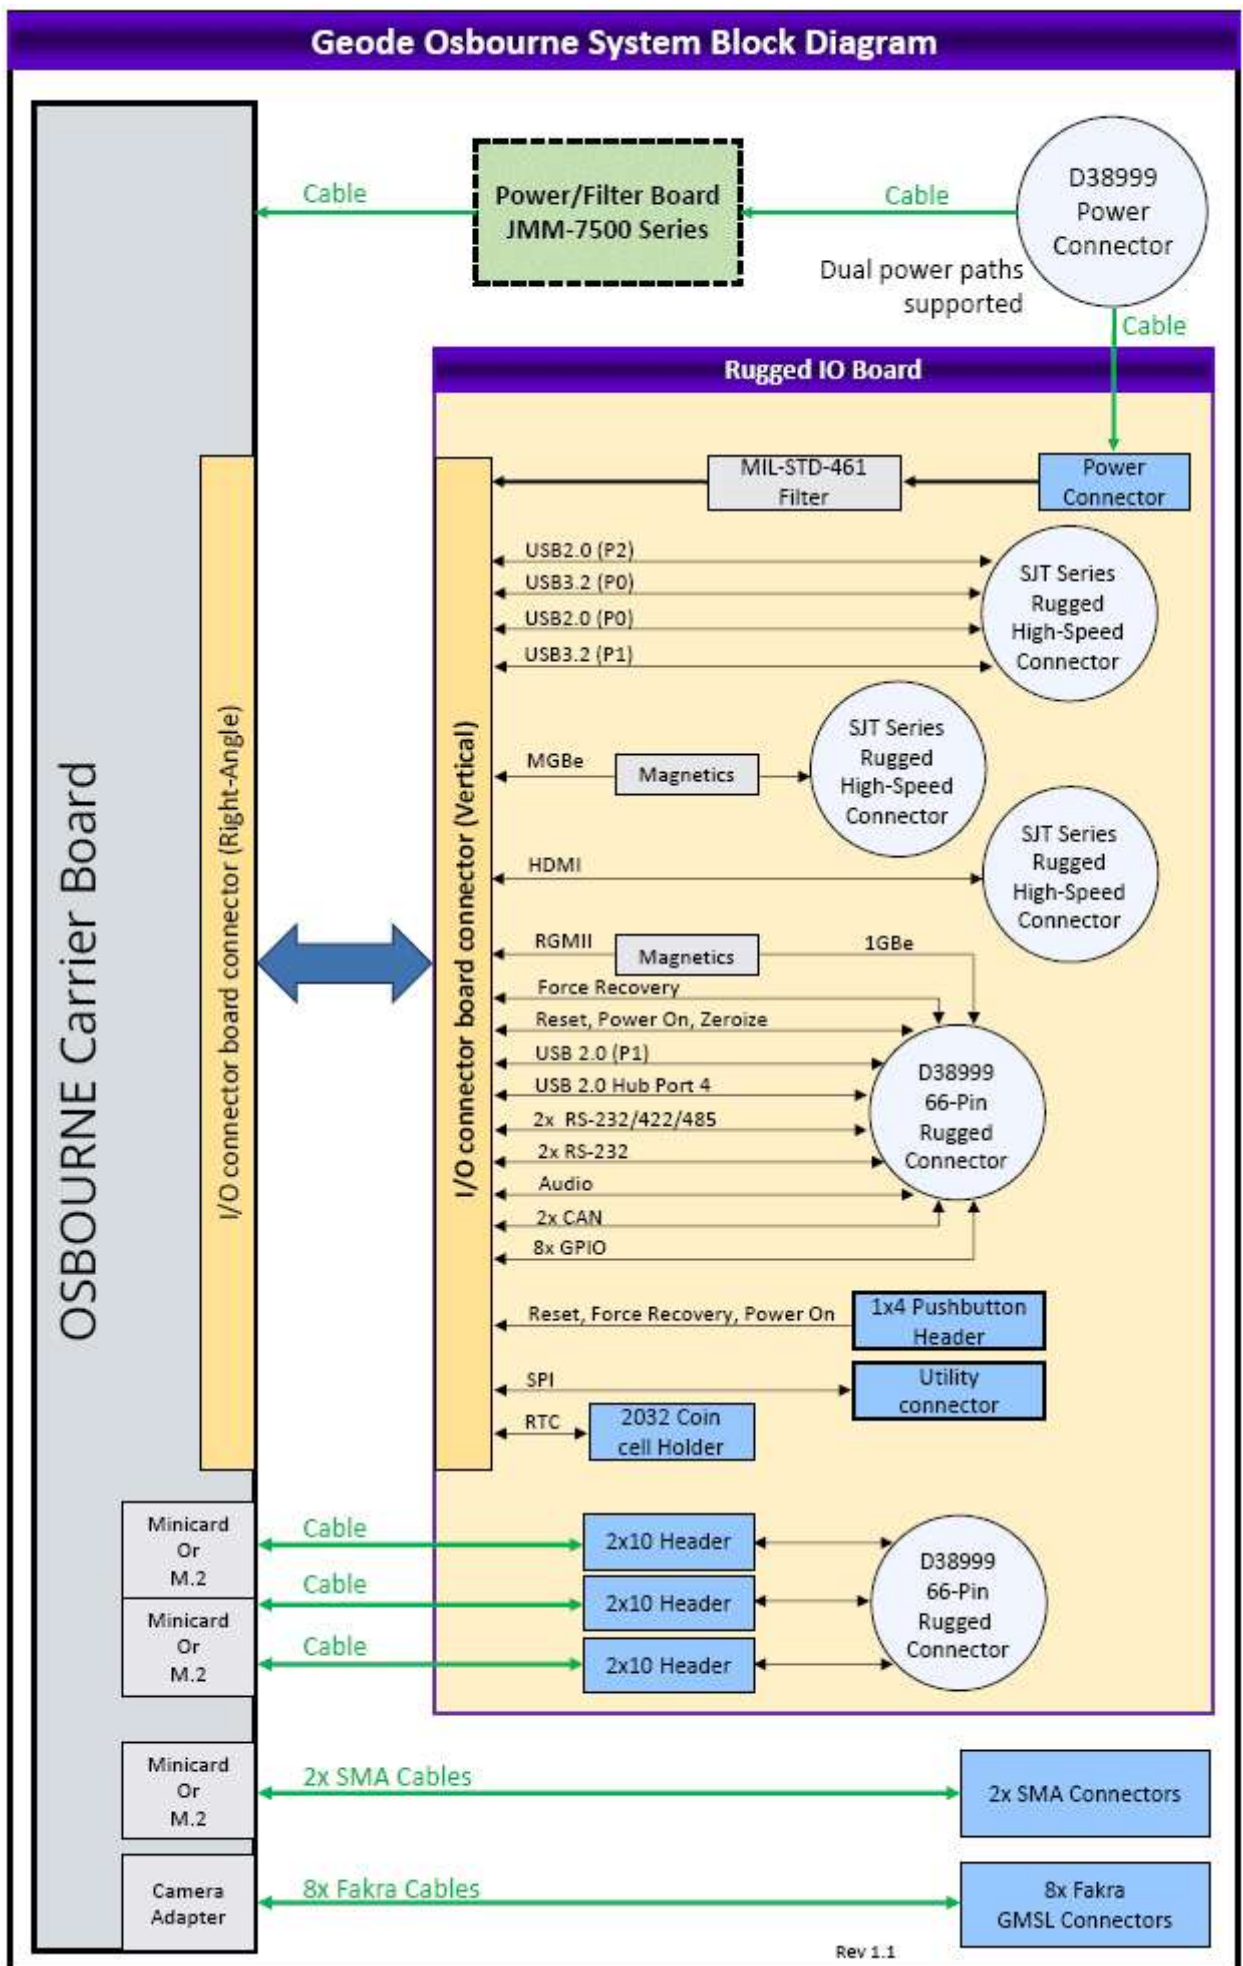 Geode Osbourne System Block Diagram
Cable
Power/Filter Board
JMM-7500 Series
Cable
D38999
Power
Connector
Dual power paths
supported
Cable
Rugged IO Board
MIL-STD-461
Filter
Power
Connector
USB2.0 (P2)
USB3.2 (P0)
USB2.0 (P0)
USB3.2 (P1)
SJT Series
Rugged
High-Speed
Connector
MGBe
Magnetics
SJT Series
Rugged
High-Speed
Connector
HDMI
SJT Series
Rugged
High-Speed
Connector
OSBOURNE Carrier Board
I/O connector board connector (Right-Angle)
I/O connector board connector (Vertical)
RGMII
Magnetics
1GBe
Force Recovery
Reset, Power On, Zeroize
USB 2.0 (P1)
USB 2.0 Hub Port 4
2x RS-232/422/485
2x RS-232
Audio
2x CAN
8x GPIO
D38999
66-Pin
Rugged
Connector
Reset, Force Recovery, Power On
1x4 Pushbutton
Header
SPI
Utility
connector
RTC
2032 Coin
cell Holder
Minicard
Or
M.2
Cable
2x10 Header
Cable
2x10 Header
Minicard
Or
M.2
Cable
2x10 Header
D38999
66-Pin
Rugged
Connector
Minicard
Or
M.2
2x SMA Cables
2x SMA Connectors
Camera
Adapter
8x Fakra Cables
8x Fakra
GMSL Connectors
Rev 1.1